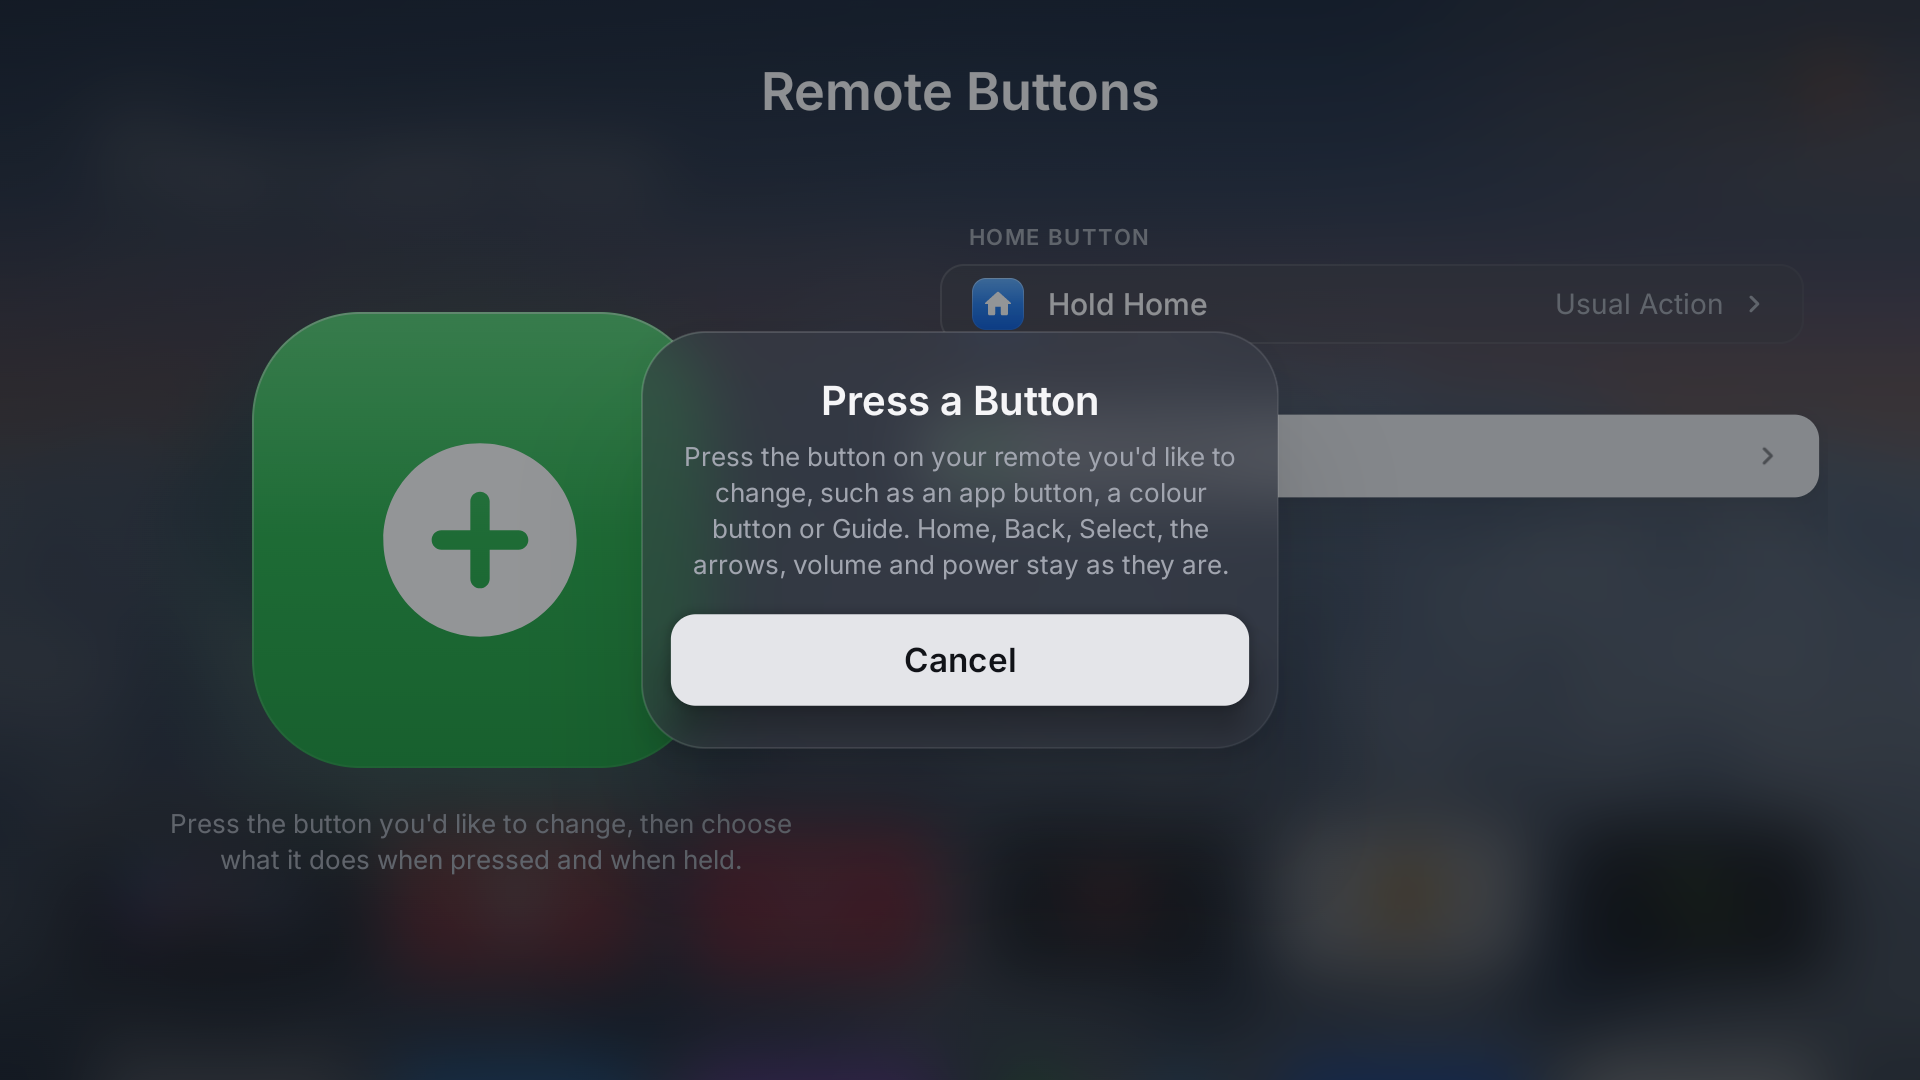 Remote Buttons
HOME BUTTON
Hold Home
Usual Action
Press a Button
Press the button on your remote you'd like to
change, such as an app button, a colour
button or Guide. Home, Back, Select, the
arrows, volume and power stay as they are.
Cancel
Press the button you'd like to change, then choose
what it does when pressed and when held.